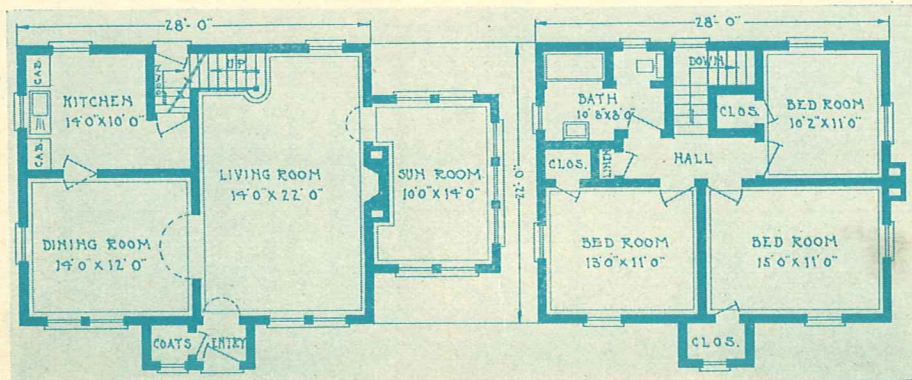 28'-0"
CAB.
KITCHEN
14'0"X10'0"
CAB.
DOWN
UP
LIVING ROOM
14'0"X22'0"
SUN ROOM
10'0"X14'0"
DINING ROOM
14'0"X12'0"
COATS
ENTRY
22'-0"
28'-0"
BATH
10'8"X8'0"
DOWN
CLOS.
BED ROOM
10'2"X11'0"
CLOS.
LINEN
HALL
BED ROOM
13'0"X11'0"
BED ROOM
15'0"X11'0"
CLOS.